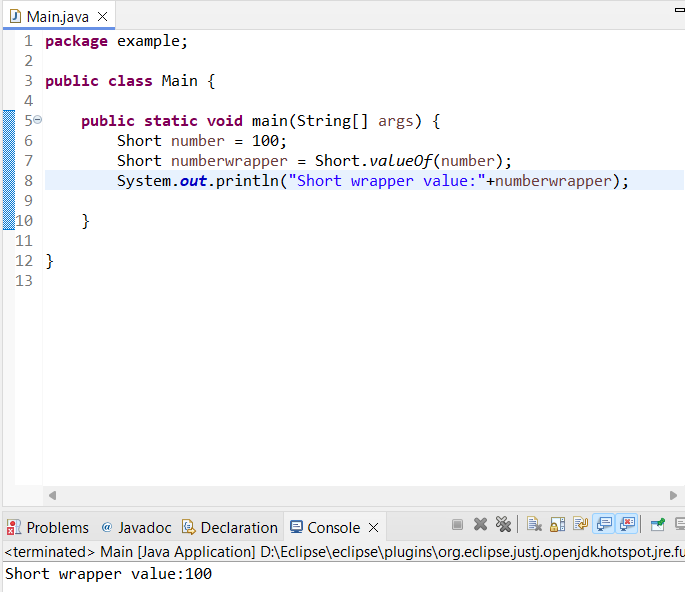 Main.java
1 package example;
2
3 public class Main {
4
5     public static void main(String[] args) {
6         Short number = 100;
7         Short numberwrapper = Short.valueOf(number);
8         System.out.println("Short wrapper value:"+numberwrapper);
9
10     }
11
12 }
13
Problems @ Javadoc Declaration Console
<terminated> Main [Java Application] D:\Eclipse\eclipse\plugins\org.eclipse.justj.openjdk.hotspot.jre.fu
Short wrapper value:100